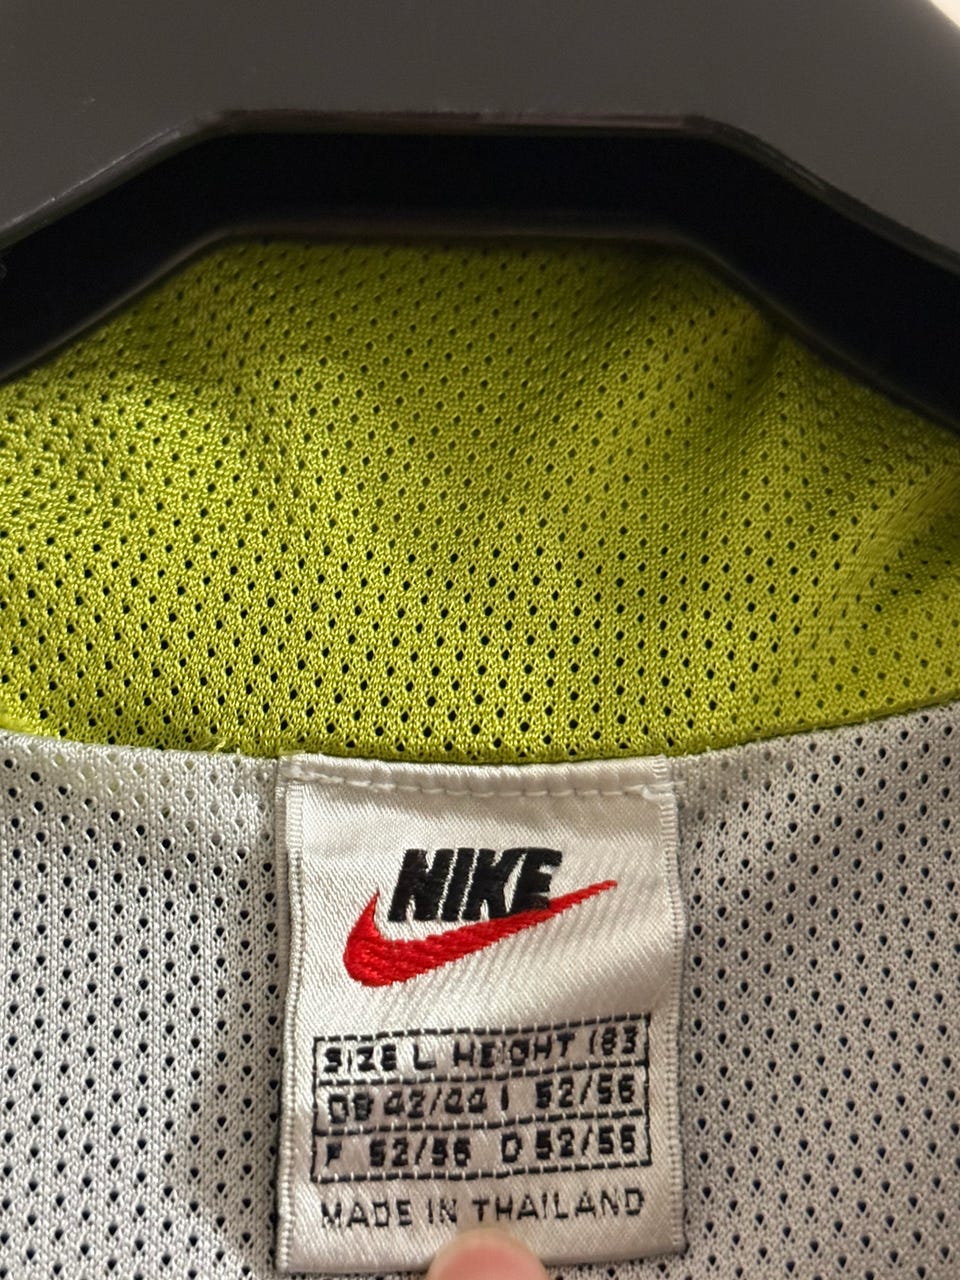 NIKE
SIZE L HEIGHT 183
GB 42/44 I 52/56
F 52/56 D 52/56
MADE IN THAILAND